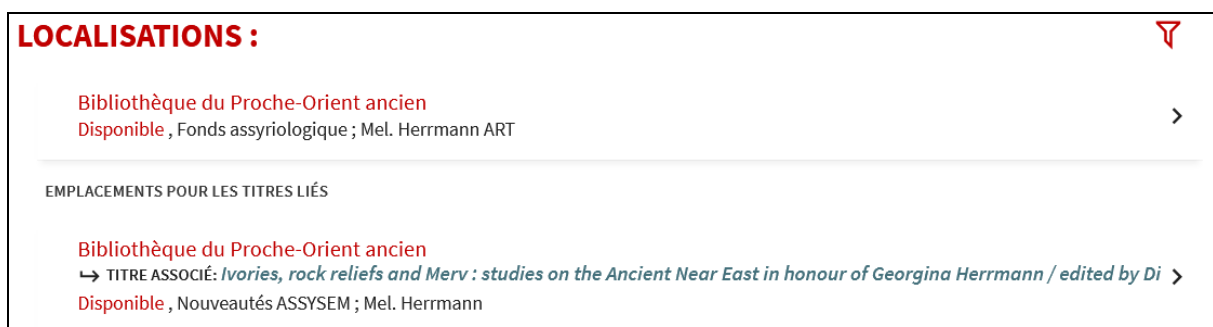 LOCALISATIONS :
Bibliothèque du Proche-Orient ancien
Disponible , Fonds assyriologique ; Mel. Herrmann ART
EMPLACEMENTS POUR LES TITRES LIÉS
Bibliothèque du Proche-Orient ancien
TITRE ASSOCIÉ: Ivories, rock reliefs and Merv : studies on the Ancient Near East in honour of Georgina Herrmann / edited by Di
Disponible , Nouveautés ASSYSEM ; Mel. Herrmann